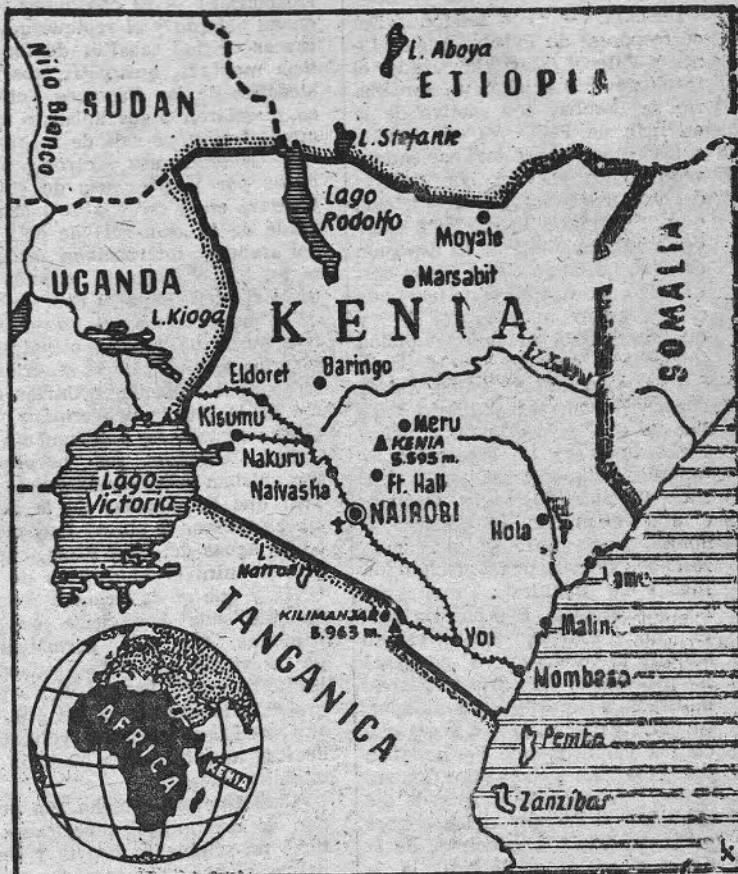 L. Aboya
ETIOPIA
Nilo Blanco
SUDAN
L. Stefanie
Lago
Rodolfo
Moyale
UGANDA
Marsabit
SOMALIA
L. Kioga
KENIA
Baringo
Eldoret
Kisumu
Meru
KENIA
5.595 m.
Nakuru
Lago
Victoria
Naivasha
Ft. Hall
NAIROBI
Hola
L.
Natron
TANGANICA
KILIMANJARO
5.963 m.
Voi
Malin
Mombasa
AFRICA
KENIA
Pemba
Zanzibar